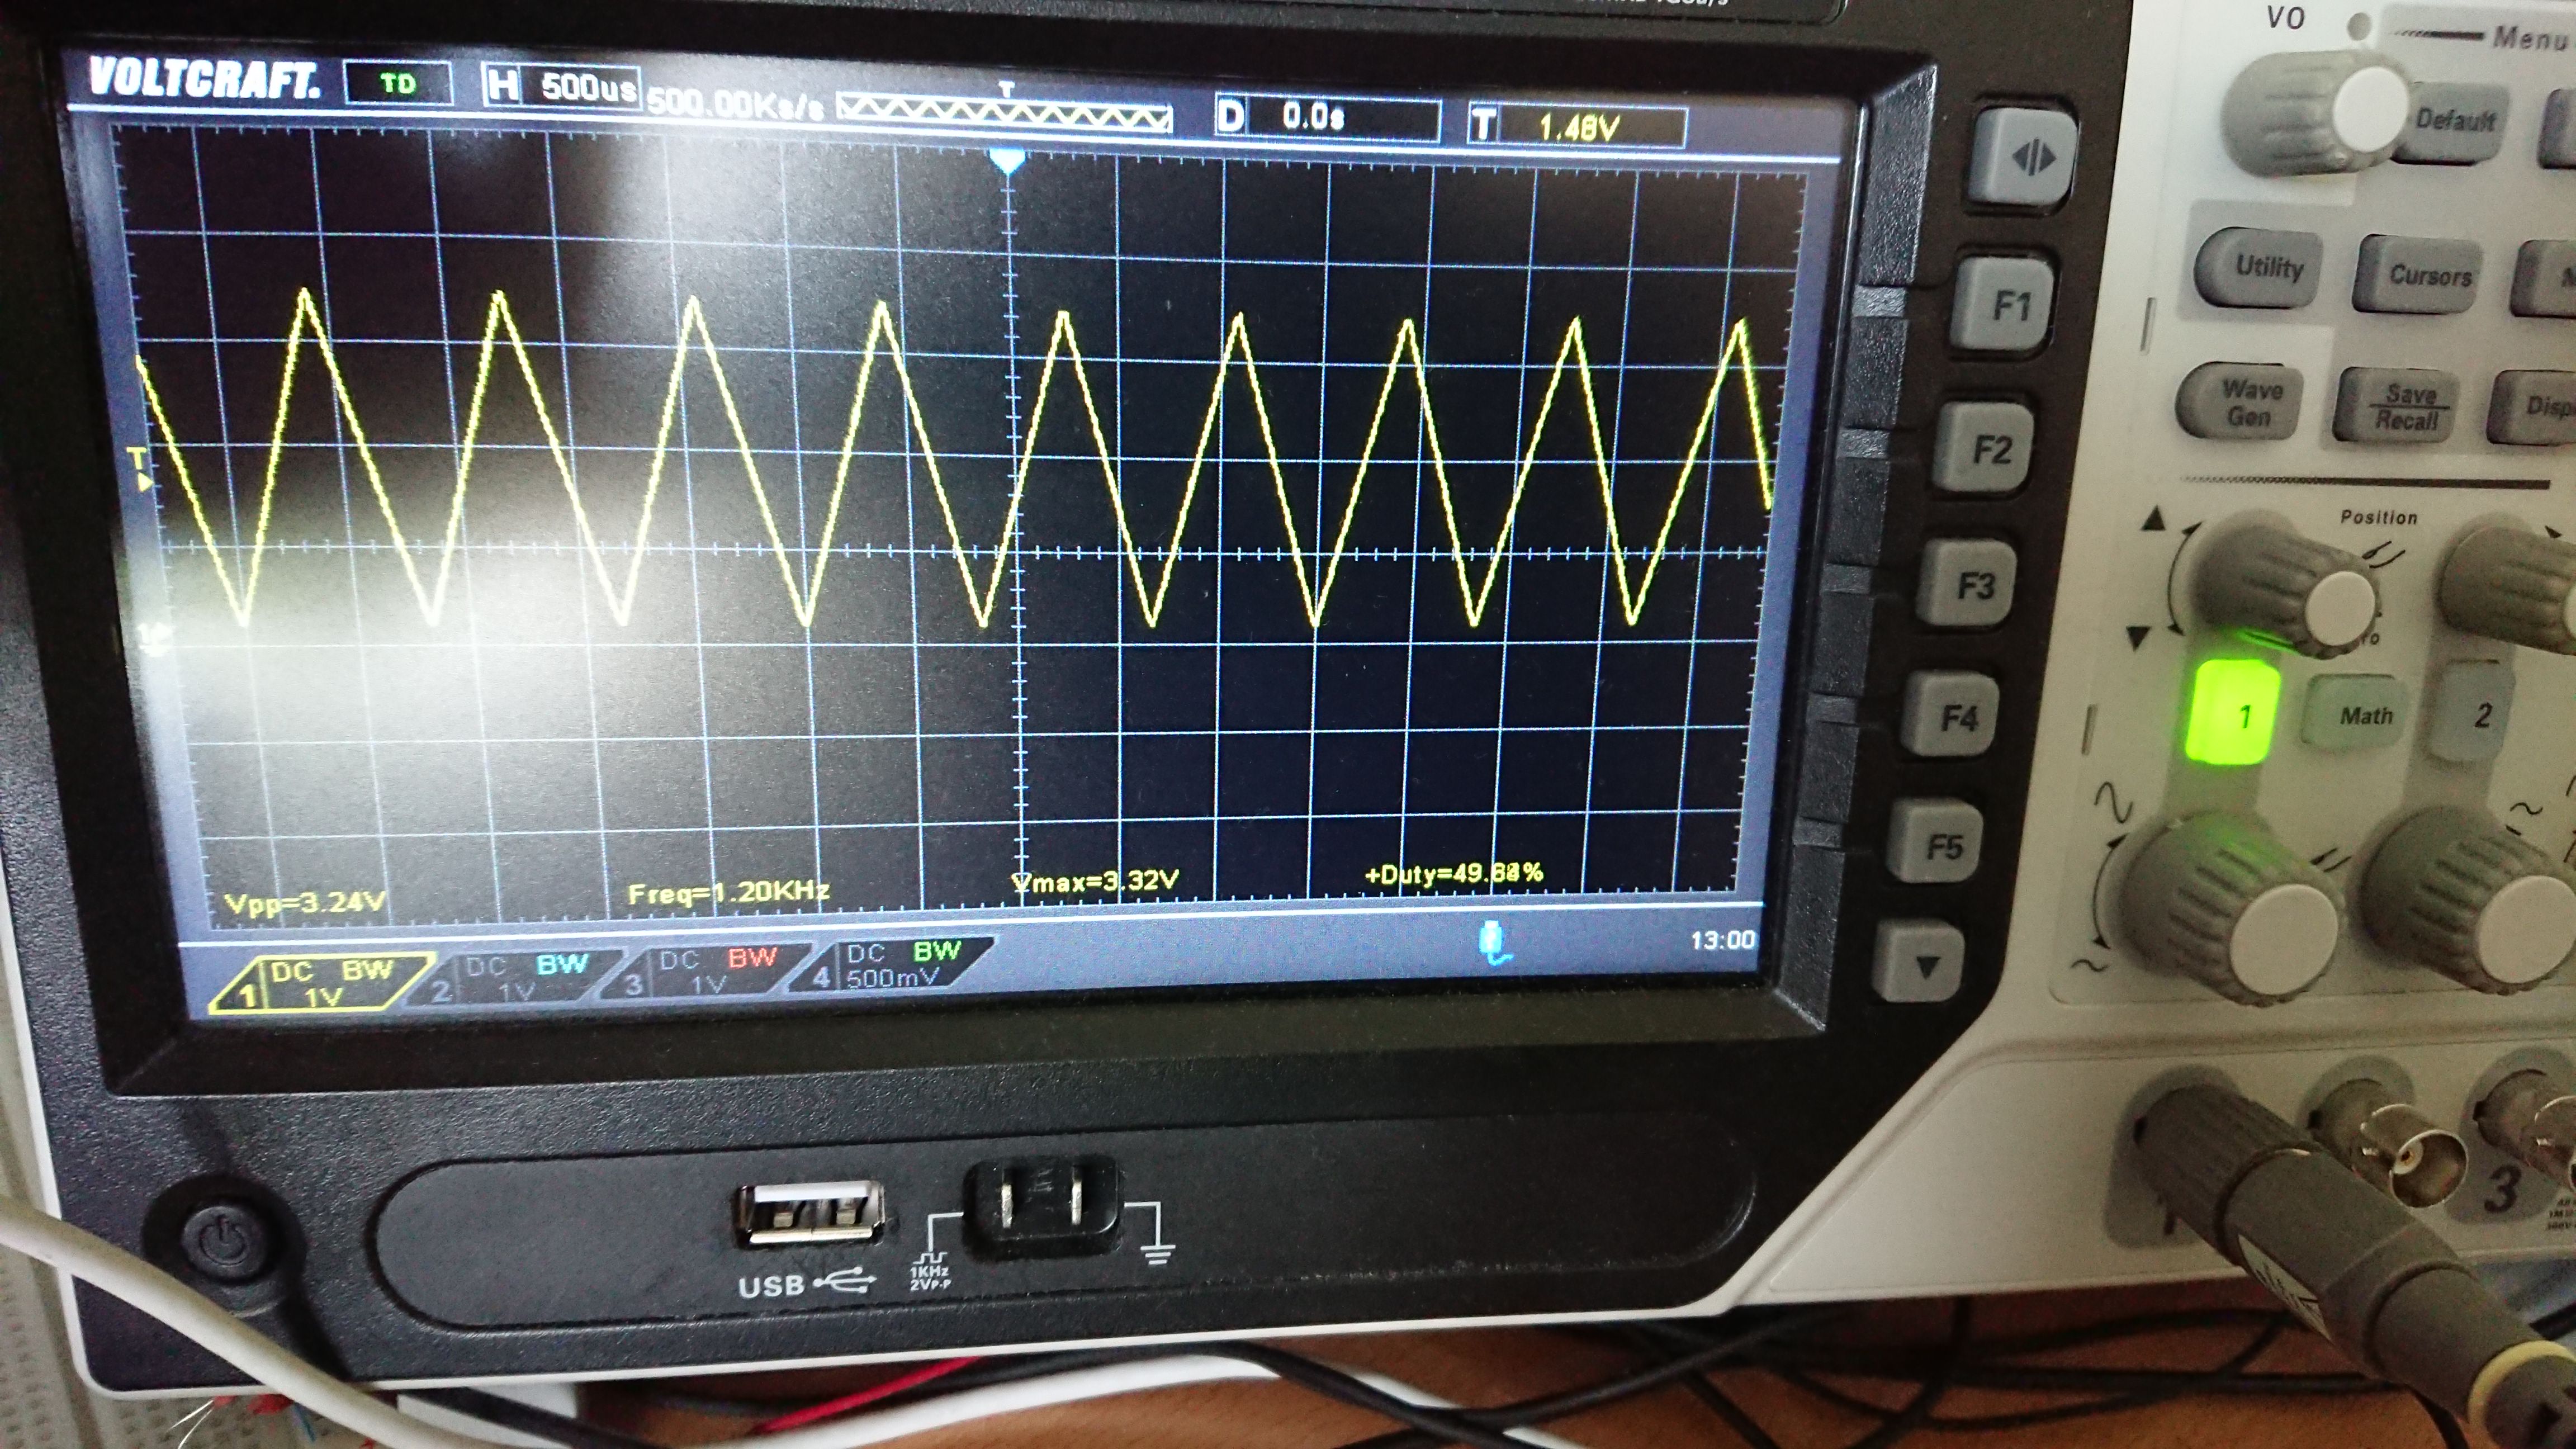 VOLTCRAFT. TD H 500us 500.00Ks/s T D 0.0s T 1.48V
T
Vpp=3.24V Freq=1.20KHz Vmax=3.32V
1 DC BW 1V 2 DC BW 1V 3 DC BW 1V 4 DC BW 500mV 13:00
F1
F2
F3
F4
F5
VO
Menu
Default
Utility Cursors
Wave Gen Save Recall
Position
1 Math 2
3
USB
1KHz
2VP-P